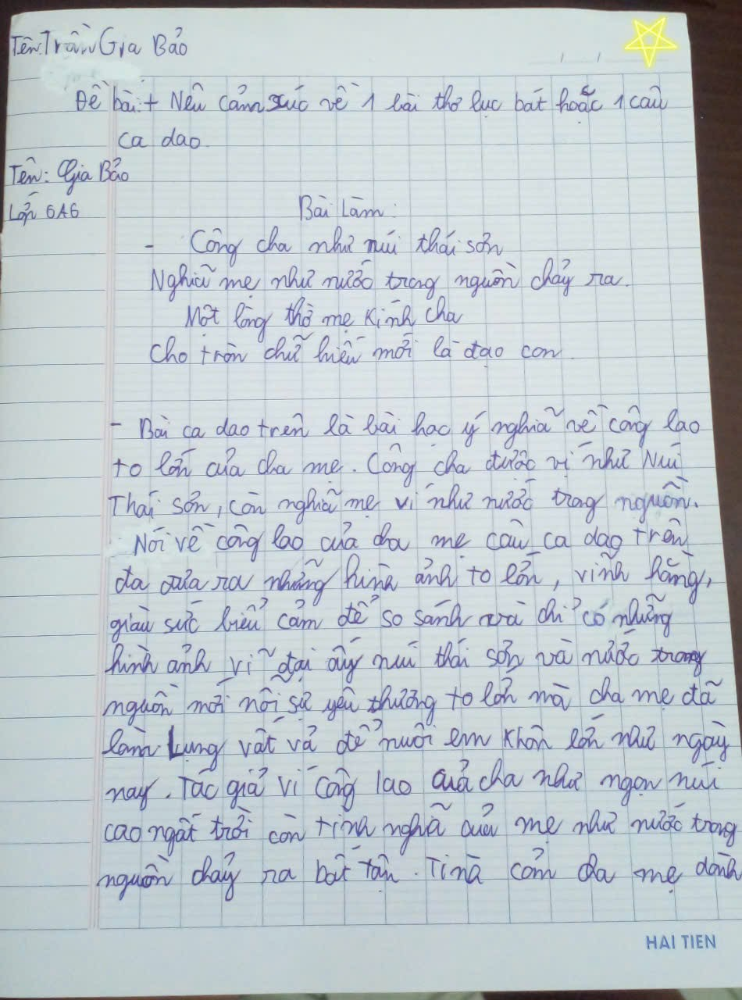 Tên: Trần Gia Bảo
Đề bài: + Nêu cảm xúc về 1 bài thơ lục bát hoặc 1 câu
ca dao.
Tên: Gia Bảo
Lớp 6A6
Bài làm:
- Công cha như núi thái sơn
Nghĩa mẹ như nước trong nguồn chảy ra.
Một lòng thờ mẹ kính cha
Cho tròn chữ hiếu mới là đạo con
- Bài ca dao trên là bài học ý nghĩa về công lao
to lớn của cha mẹ. Công cha được ví như Núi
Thái sơn, còn nghĩa mẹ ví như nước trong nguồn.
Nói về công lao của cha mẹ câu ca dao trên
đa đưa ra những hình ảnh to lớn, vĩnh hằng,
giàu sức biểu cảm để so sánh và chỉ có những
hình ảnh vĩ đại ấy núi thái sơn và nước trong
nguồn mới nói sự yêu thương to lớn mà cha mẹ đã
làm lụng vất vả để nuôi em khôn lớn như ngày
nay. Tác giả ví công lao của cha như ngọn núi
cao ngất trời còn tình nghĩa của mẹ như nước trong
nguồn chảy ra bất tận. Tình cảm cha mẹ dành
HAI TIEN